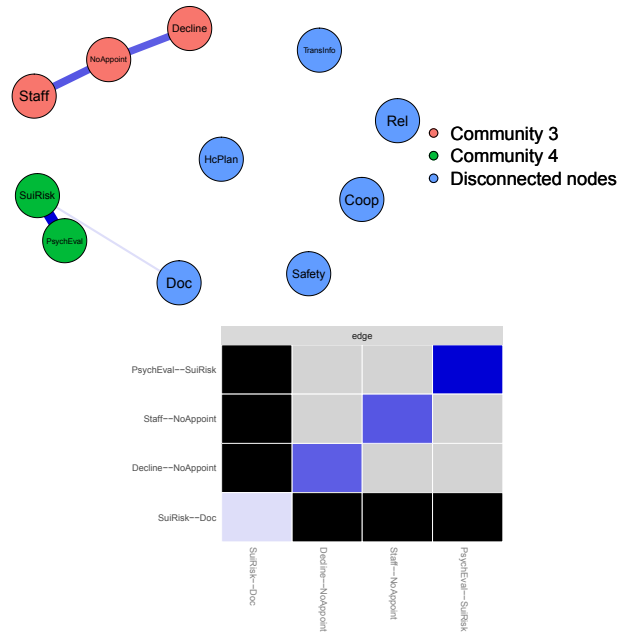 Decline
TransInfo
NoAppoint
Staff
Rel
Community 3
Community 4
Disconnected nodes
HcPlan
SuiRisk
Coop
PsychEval
Safety
Doc
edge
PsychEval−−SuiRisk
Staff−−NoAppoint
Decline−−NoAppoint
SuiRisk−−Doc
SuiRisk−−Doc
Decline−−NoAppoint
Staff−−NoAppoint
PsychEval−−SuiRisk